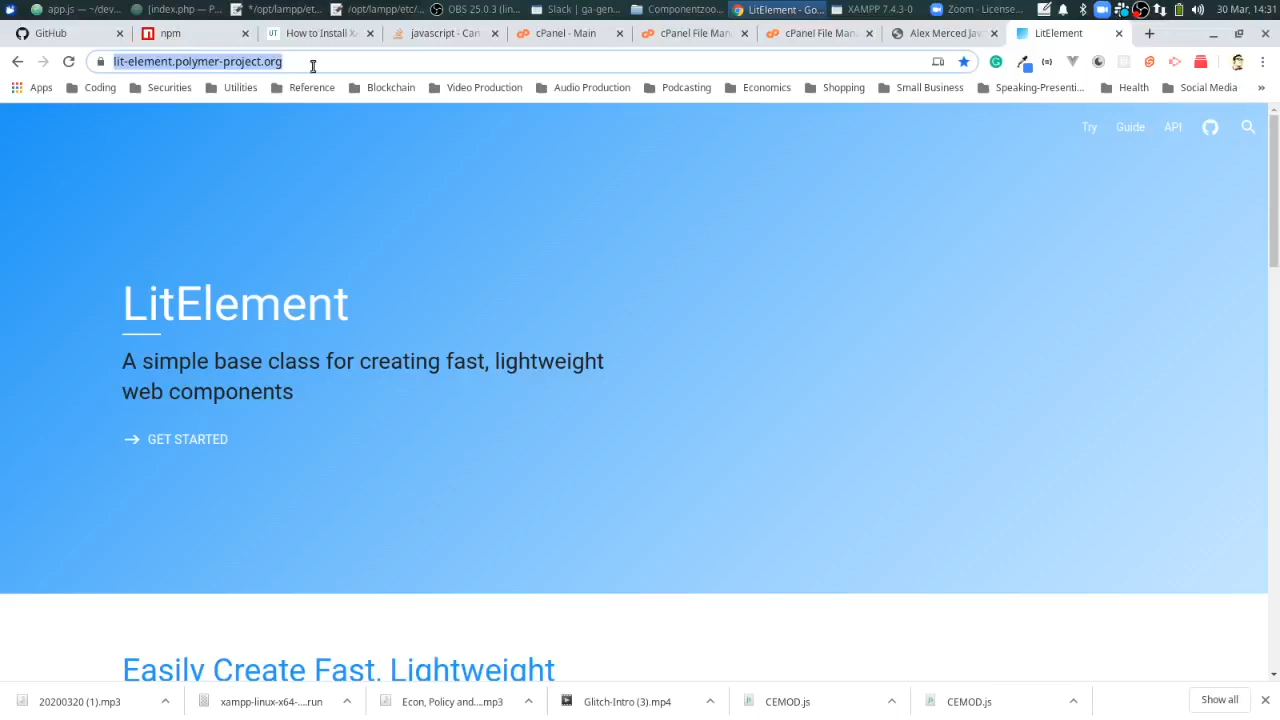 app.js — ~/dev...
[index.php — ~/...
*/opt/lampp/et...
/opt/lampp/etc/...
OBS 25.0.3 (lin...
Slack | ga-gen...
Componentzoo...
LitElement - Go...
XAMPP 7.4.3-0
Zoom - License...
30 Mar, 14:31
GitHub
npm
How to Install X
javascript - Can
cPanel - Main
cPanel File Man
cPanel File Man
Alex Merced Jav
LitElement
lit-element.polymer-project.org
Apps
Coding
Securities
Utilities
Reference
Blockchain
Video Production
Audio Production
Podcasting
Economics
Shopping
Small Business
Speaking-Presenti...
Health
Social Media
»
Try
Guide
API
LitElement
A simple base class for creating fast, lightweight
web components
GET STARTED
Easily Create Fast, Lightweight
20200320 (1).mp3
xampp-linux-x64-....run
Econ, Policy and....mp3
Glitch-Intro (3).mp4
CEMOD.js
CEMOD.js
Show all